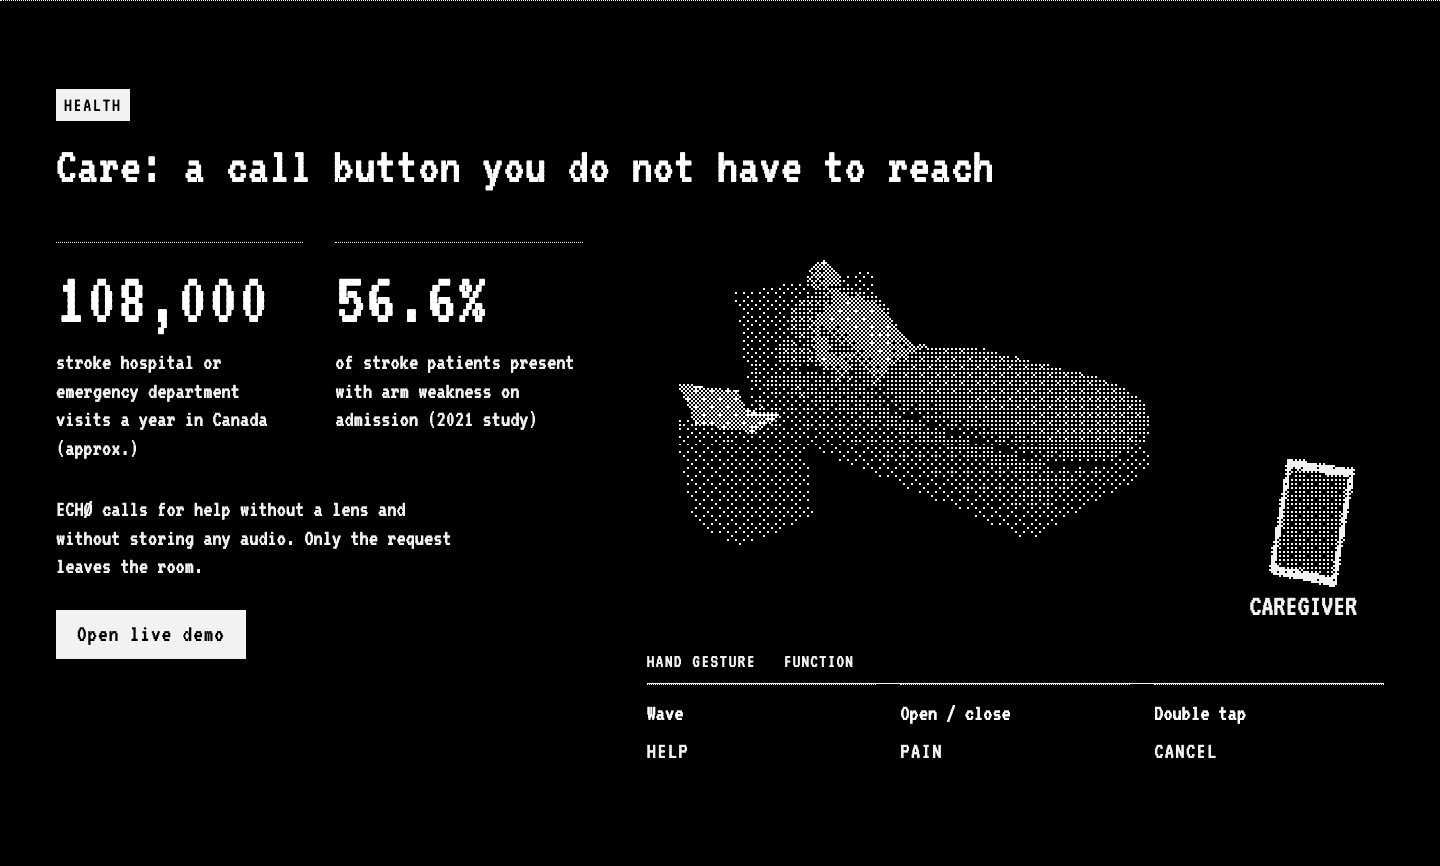 HEALTH
Care: a call button you do not have to reach
108,000
stroke hospital or
emergency department
visits a year in Canada
(approx.)
56.6%
of stroke patients present
with arm weakness on
admission (2021 study)
ECHØ calls for help without a lens and
without storing any audio. Only the request
leaves the room.
Open live demo
CAREGIVER
HAND GESTURE FUNCTION
Wave Open / close Double tap
HELP PAIN CANCEL